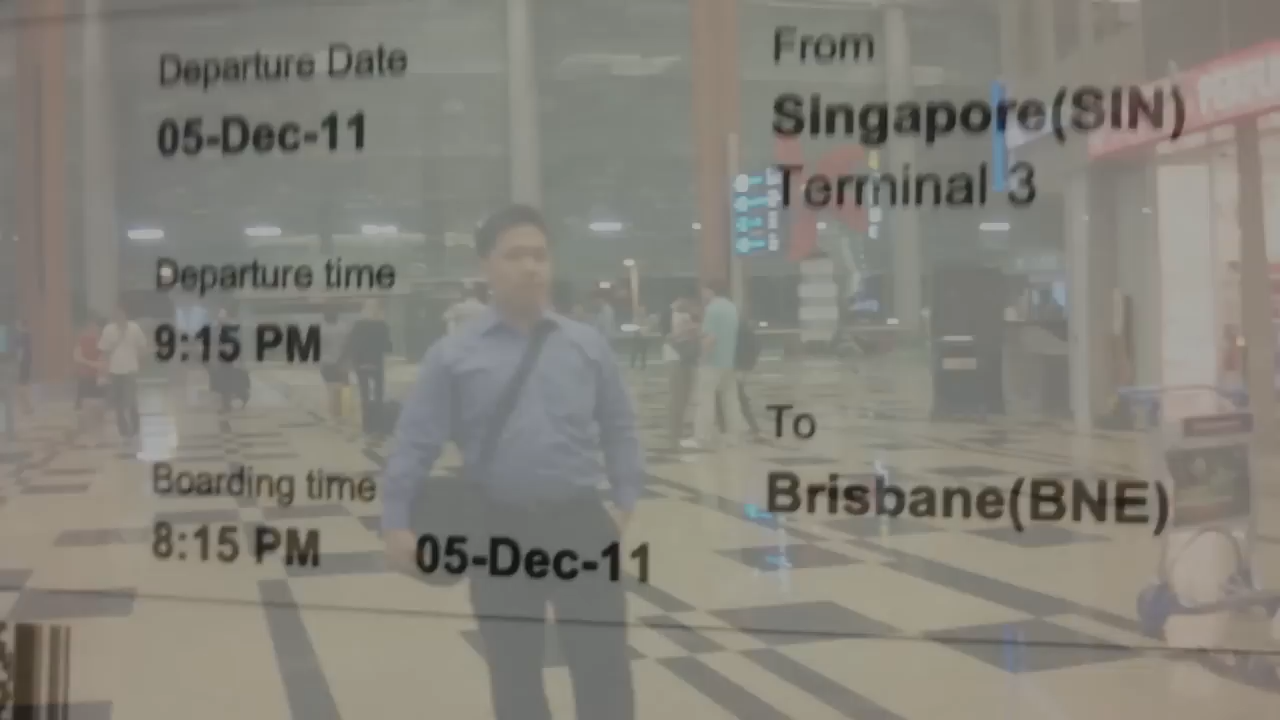 Departure Date
05-Dec-11
Departure time
9:15 PM
Boarding time
8:15 PM 05-Dec-11
From
Singapore(SIN)
Terminal 3
To
Brisbane(BNE)